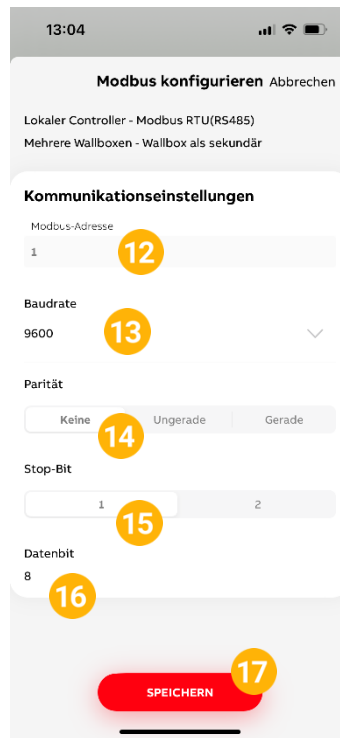 13:04
Modbus konfigurieren Abbrechen
Lokaler Controller - Modbus RTU(RS485)
Mehrere Wallboxen - Wallbox als sekundär
Kommunikationseinstellungen
Modbus-Adresse
1 12
Baudrate
9600 13
Parität
Keine Ungerade Gerade
14
Stop-Bit
1 2
15
Datenbit
8
16
17
SPEICHERN